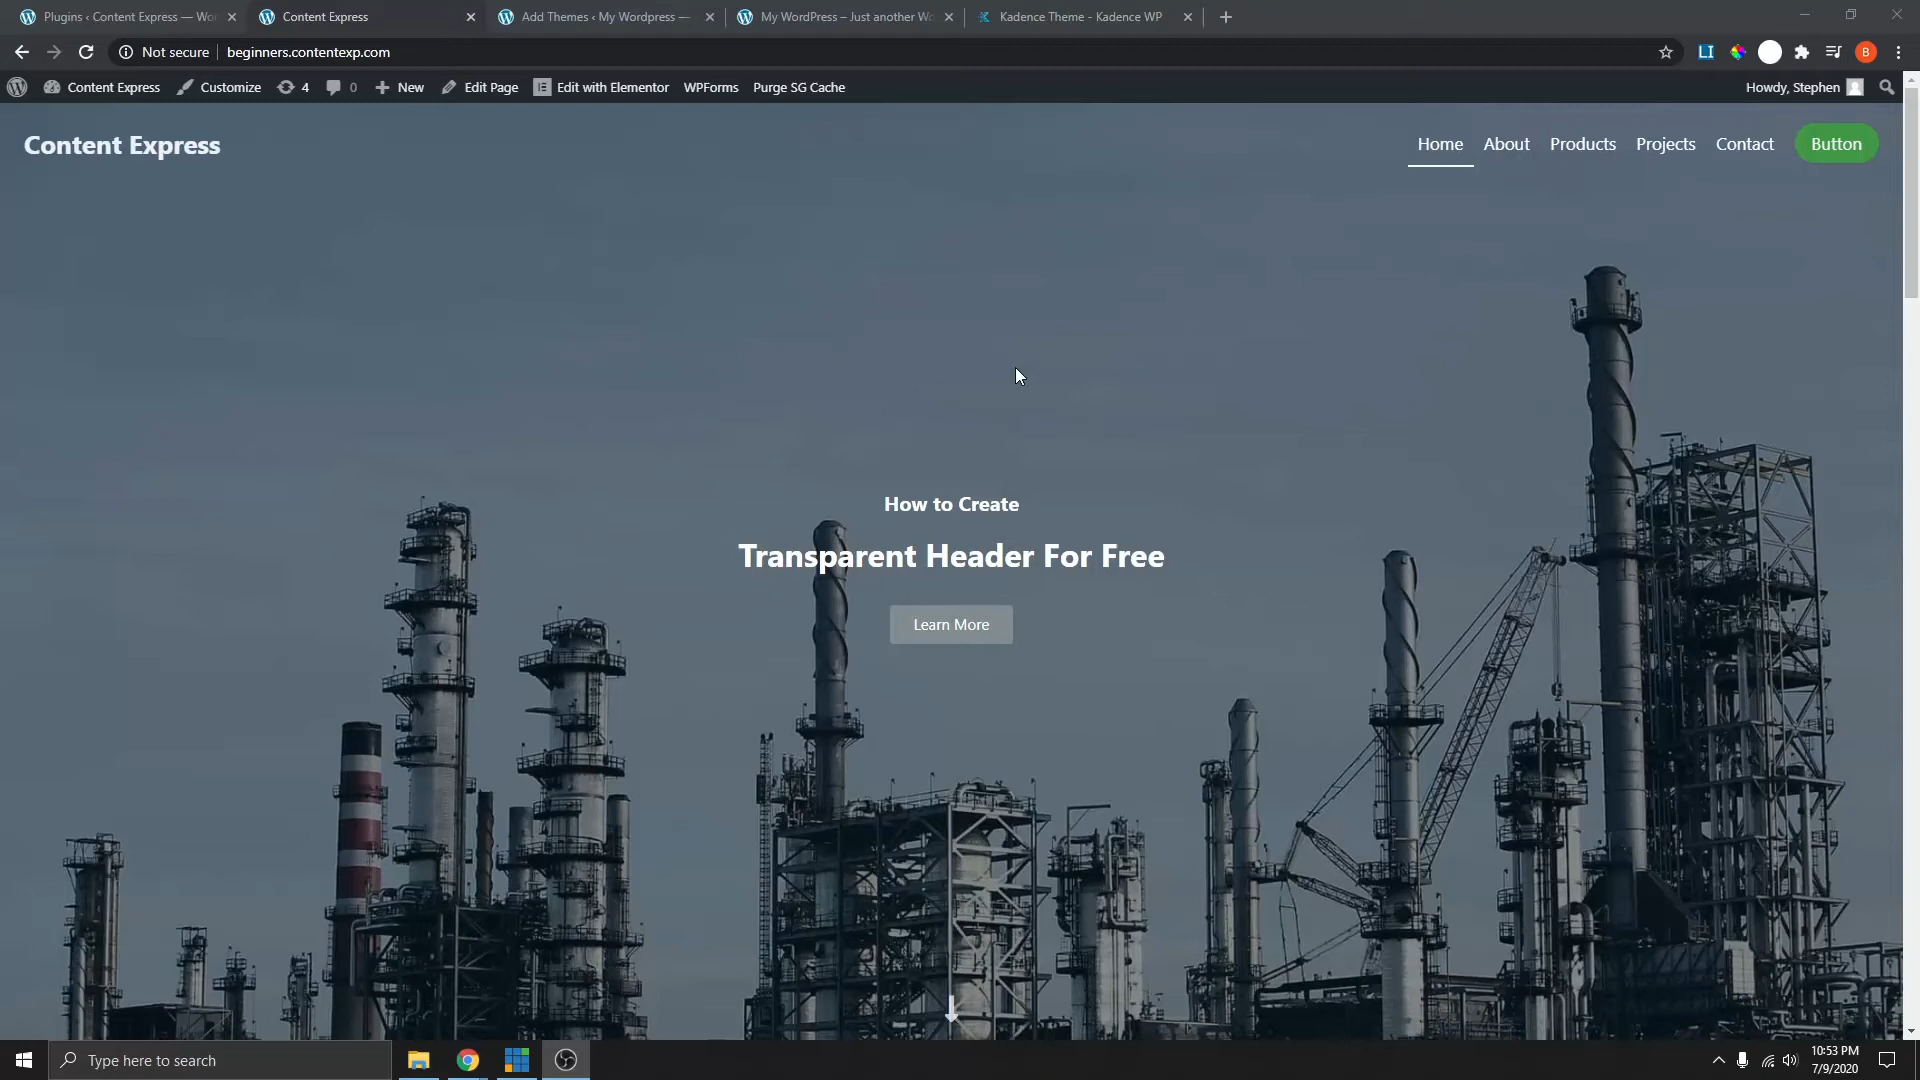 Plugins ‹ Content Express — Wor
Content Express
Add Themes ‹ My Wordpress —
My WordPress – Just another Wo
Kadence Theme - Kadence WP
Not secure
beginners.contentexp.com
LI
B
Content Express
Customize
4
0
New
Edit Page
Edit with Elementor
WPForms
Purge SG Cache
Howdy, Stephen
Content Express
Home
About
Products
Projects
Contact
Button
How to Create
Transparent Header For Free
Learn More
Type here to search
10:53 PM
7/9/2020